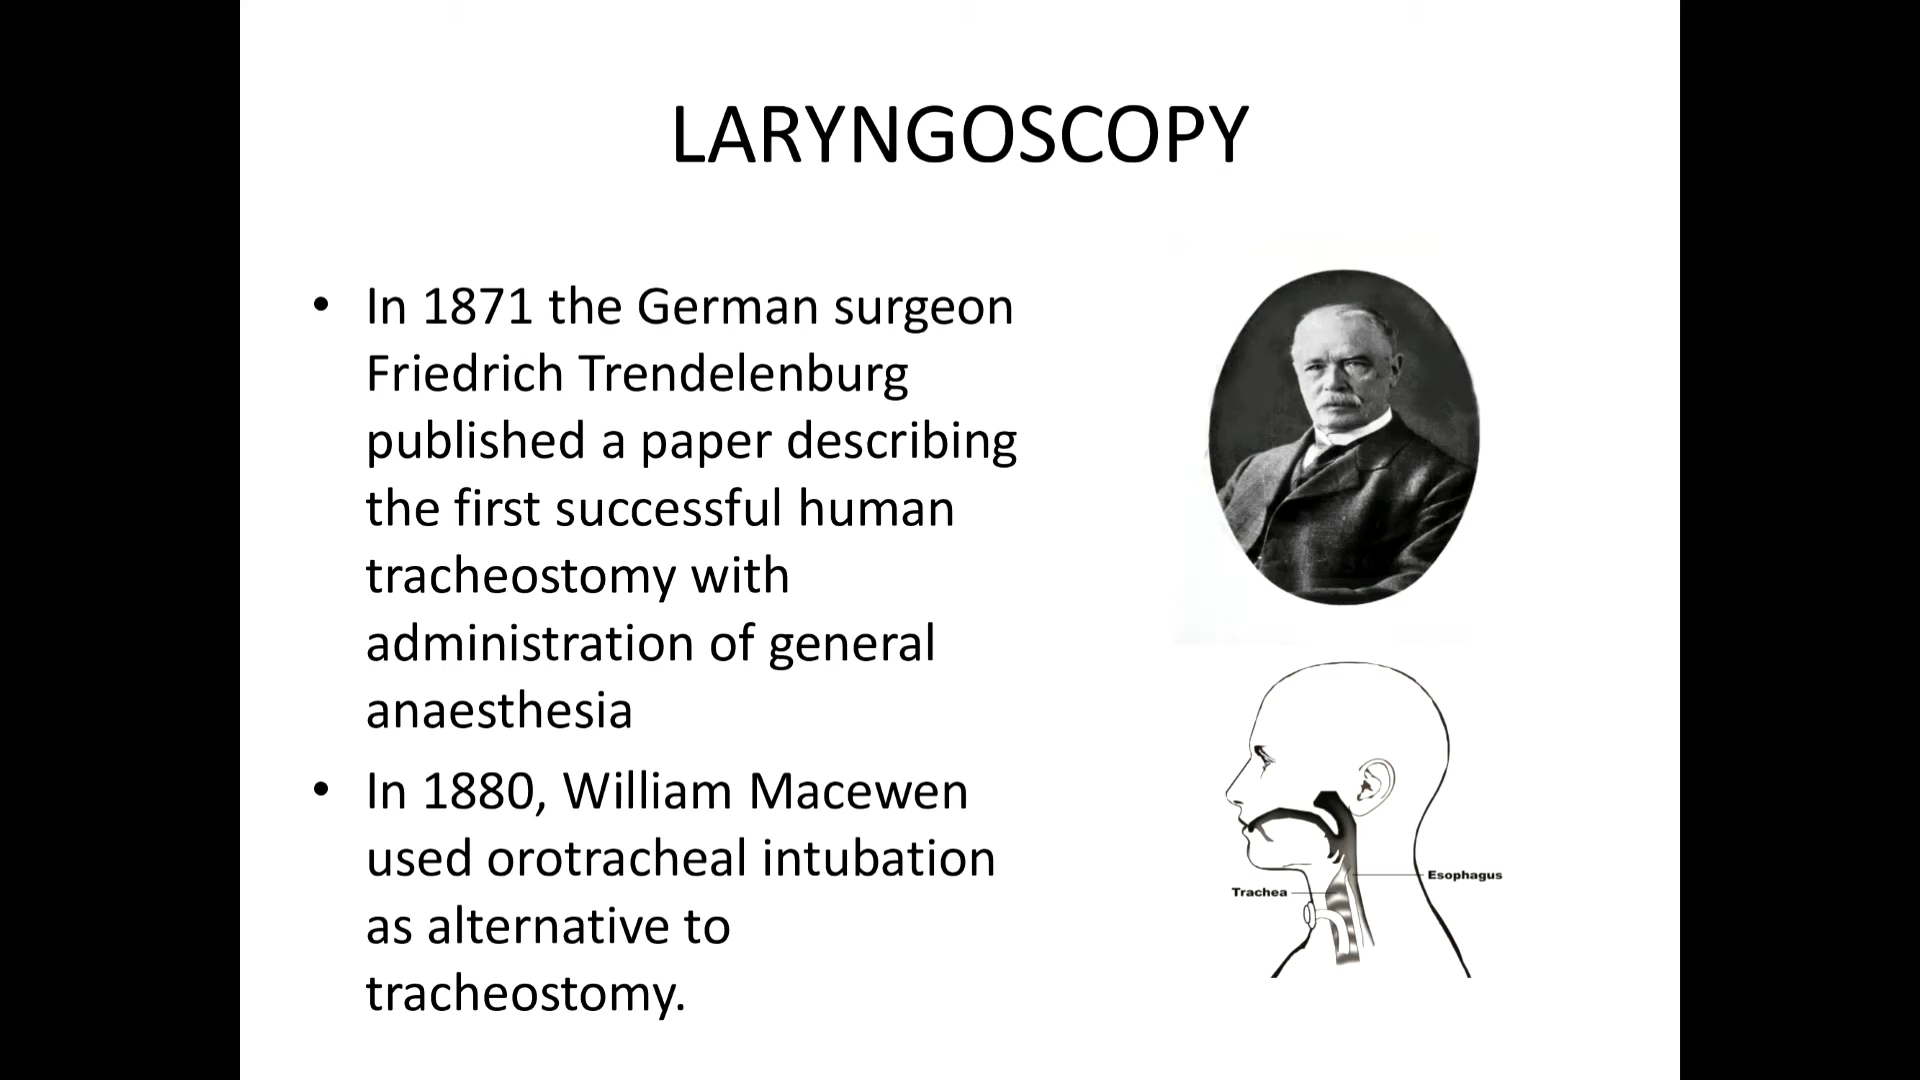 LARYNGOSCOPY
• In 1871 the German surgeon
Friedrich Trendelenburg
published a paper describing
the first successful human
tracheostomy with
administration of general
anaesthesia
• In 1880, William Macewen
used orotracheal intubation
as alternative to
tracheostomy.
Esophagus
Trachea